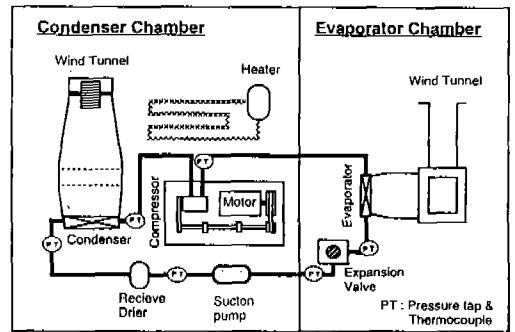 Condenser Chamber
Evaporator Chamber
Wind Tunnel
Heater
Wind Tunnel
PT
PT
Compressor
Motor
Evaporator
Condenser
PT
PT
Expansion
Valve
PT
PT
Recieve
Drier
Sucton
pump
PT : Pressure tap &
Thermocouple